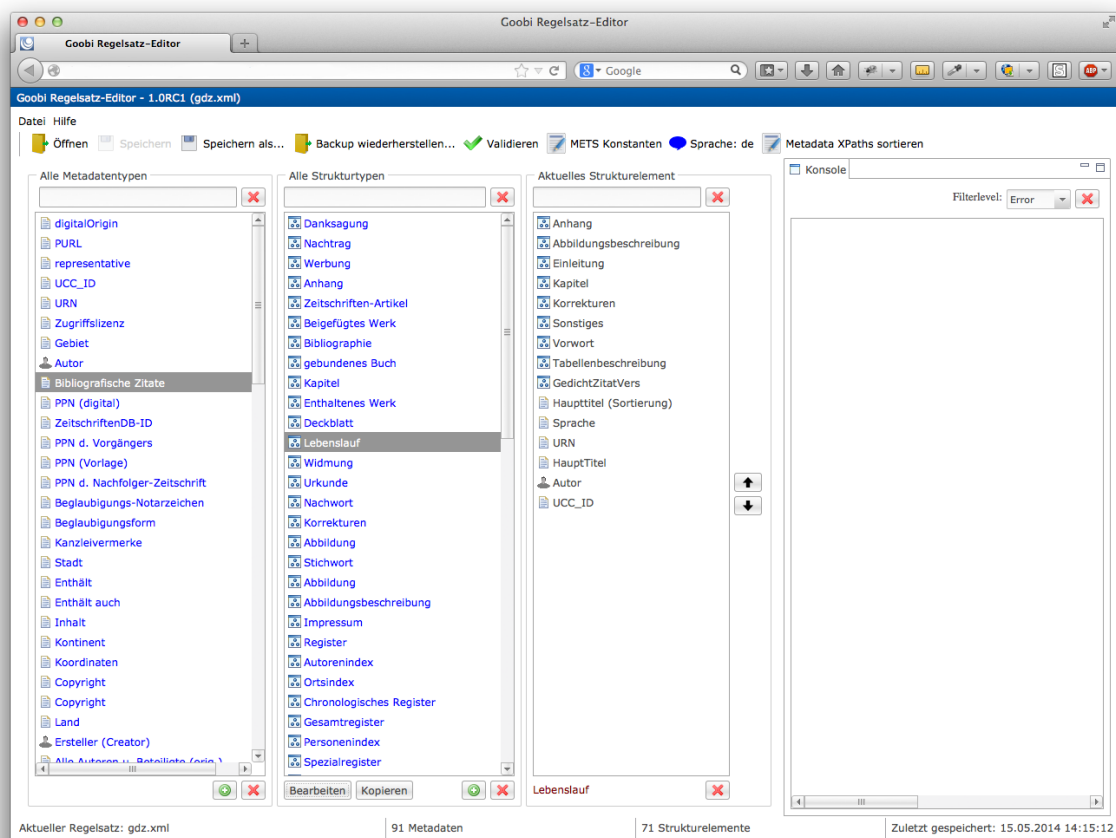 Goobi Regelsatz-Editor
Goobi Regelsatz-Editor
Google
ABP
Goobi Regelsatz-Editor - 1.0RC1 (gdz.xml)
Datei Hilfe
Öffnen Speichern Speichern als... Backup wiederherstellen... Validieren METS Konstanten Sprache: de Metadata XPaths sortieren
Alle Metadatentypen
digitalOrigin
PURL
representative
UCC_ID
URN
Zugriffslizenz
Gebiet
Autor
Bibliografische Zitate
PPN (digital)
ZeitschriftenDB-ID
PPN d. Vorgängers
PPN (Vorlage)
PPN d. Nachfolger-Zeitschrift
Beglaubigungs-Notarzeichen
Beglaubigungsform
Kanzleivermerke
Stadt
Enthält
Enthält auch
Inhalt
Kontinent
Koordinaten
Copyright
Copyright
Land
Ersteller (Creator)
Alle Autoren u. Beteiligte (orig.)
Alle Strukturtypen
Danksagung
Nachtrag
Werbung
Anhang
Zeitschriften-Artikel
Beigefügtes Werk
Bibliographie
gebundenes Buch
Kapitel
Enthaltenes Werk
Deckblatt
Lebenslauf
Widmung
Urkunde
Nachwort
Korrekturen
Abbildung
Stichwort
Abbildung
Abbildungsbeschreibung
Impressum
Register
Autorenindex
Ortsindex
Chronologisches Register
Gesamtregister
Personenindex
Spezialregister
Bearbeiten Kopieren
Aktuelles Strukturelement
Anhang
Abbildungsbeschreibung
Einleitung
Kapitel
Korrekturen
Sonstiges
Vorwort
Tabellenbeschreibung
GedichtZitatVers
Haupttitel (Sortierung)
Sprache
URN
HauptTitel
Autor
UCC_ID
Lebenslauf
Konsole
Filterlevel: Error
Aktueller Regelsatz: gdz.xml 91 Metadaten 71 Strukturelemente Zuletzt gespeichert: 15.05.2014 14:15:12